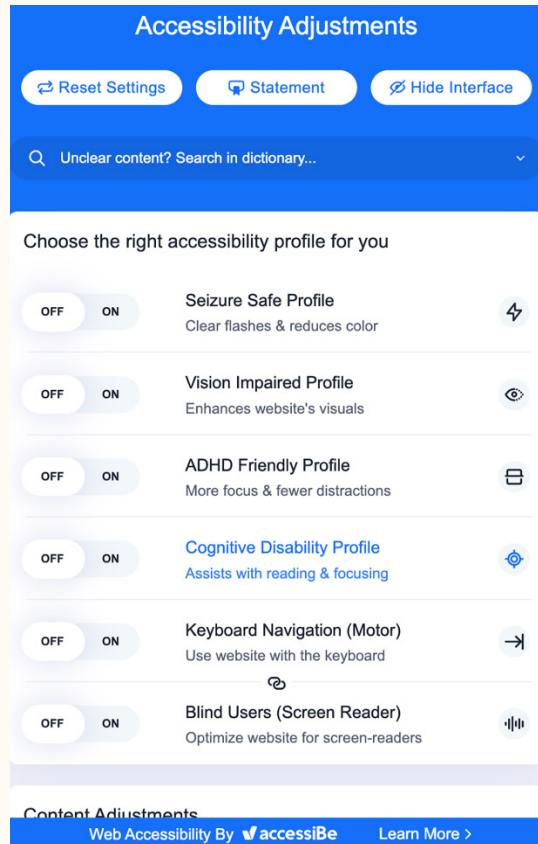 Accessibility Adjustments
Reset Settings
Statement
Hide Interface
Unclear content? Search in dictionary...
Choose the right accessibility profile for you
OFF ON
Seizure Safe Profile
Clear flashes & reduces color
OFF ON
Vision Impaired Profile
Enhances website's visuals
OFF ON
ADHD Friendly Profile
More focus & fewer distractions
OFF ON
Cognitive Disability Profile
Assists with reading & focusing
OFF ON
Keyboard Navigation (Motor)
Use website with the keyboard
OFF ON
Blind Users (Screen Reader)
Optimize website for screen-readers
Content Adjustments
Web Accessibility By accessiBe Learn More >